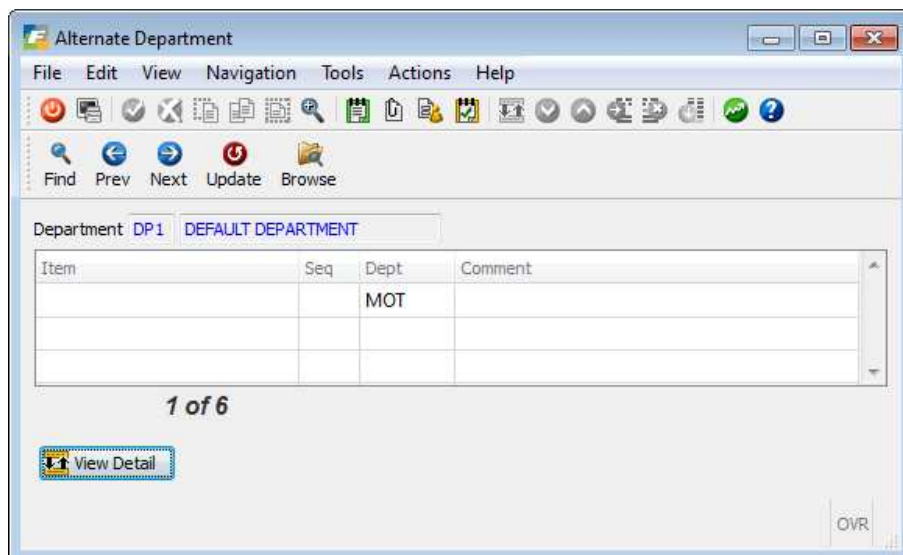 Alternate Department
File Edit View Navigation Tools Actions Help
Find Prev Next Update Browse
Department DP1 DEFAULT DEPARTMENT
Item Seq Dept Comment
MOT
1 of 6
View Detail
OVR